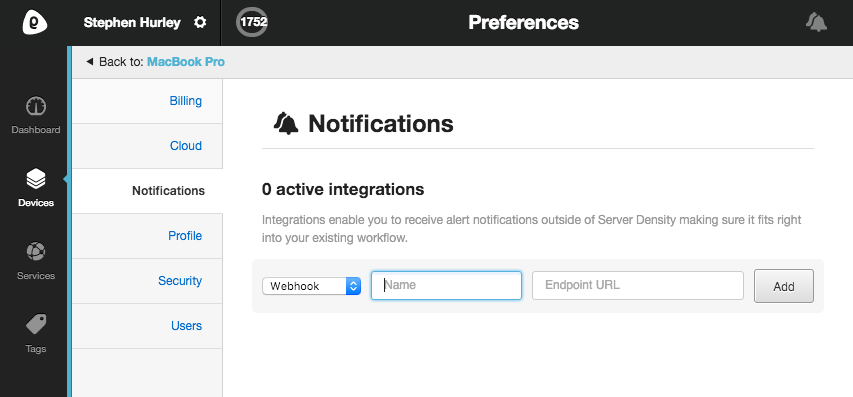 Stephen Hurley
1752
Preferences
Back to: MacBook Pro
Dashboard
Devices
Services
Tags
Billing
Cloud
Notifications
Profile
Security
Users
Notifications
0 active integrations
Integrations enable you to receive alert notifications outside of Server Density making sure it fits right
into your existing workflow.
Webhook
Name
Endpoint URL
Add